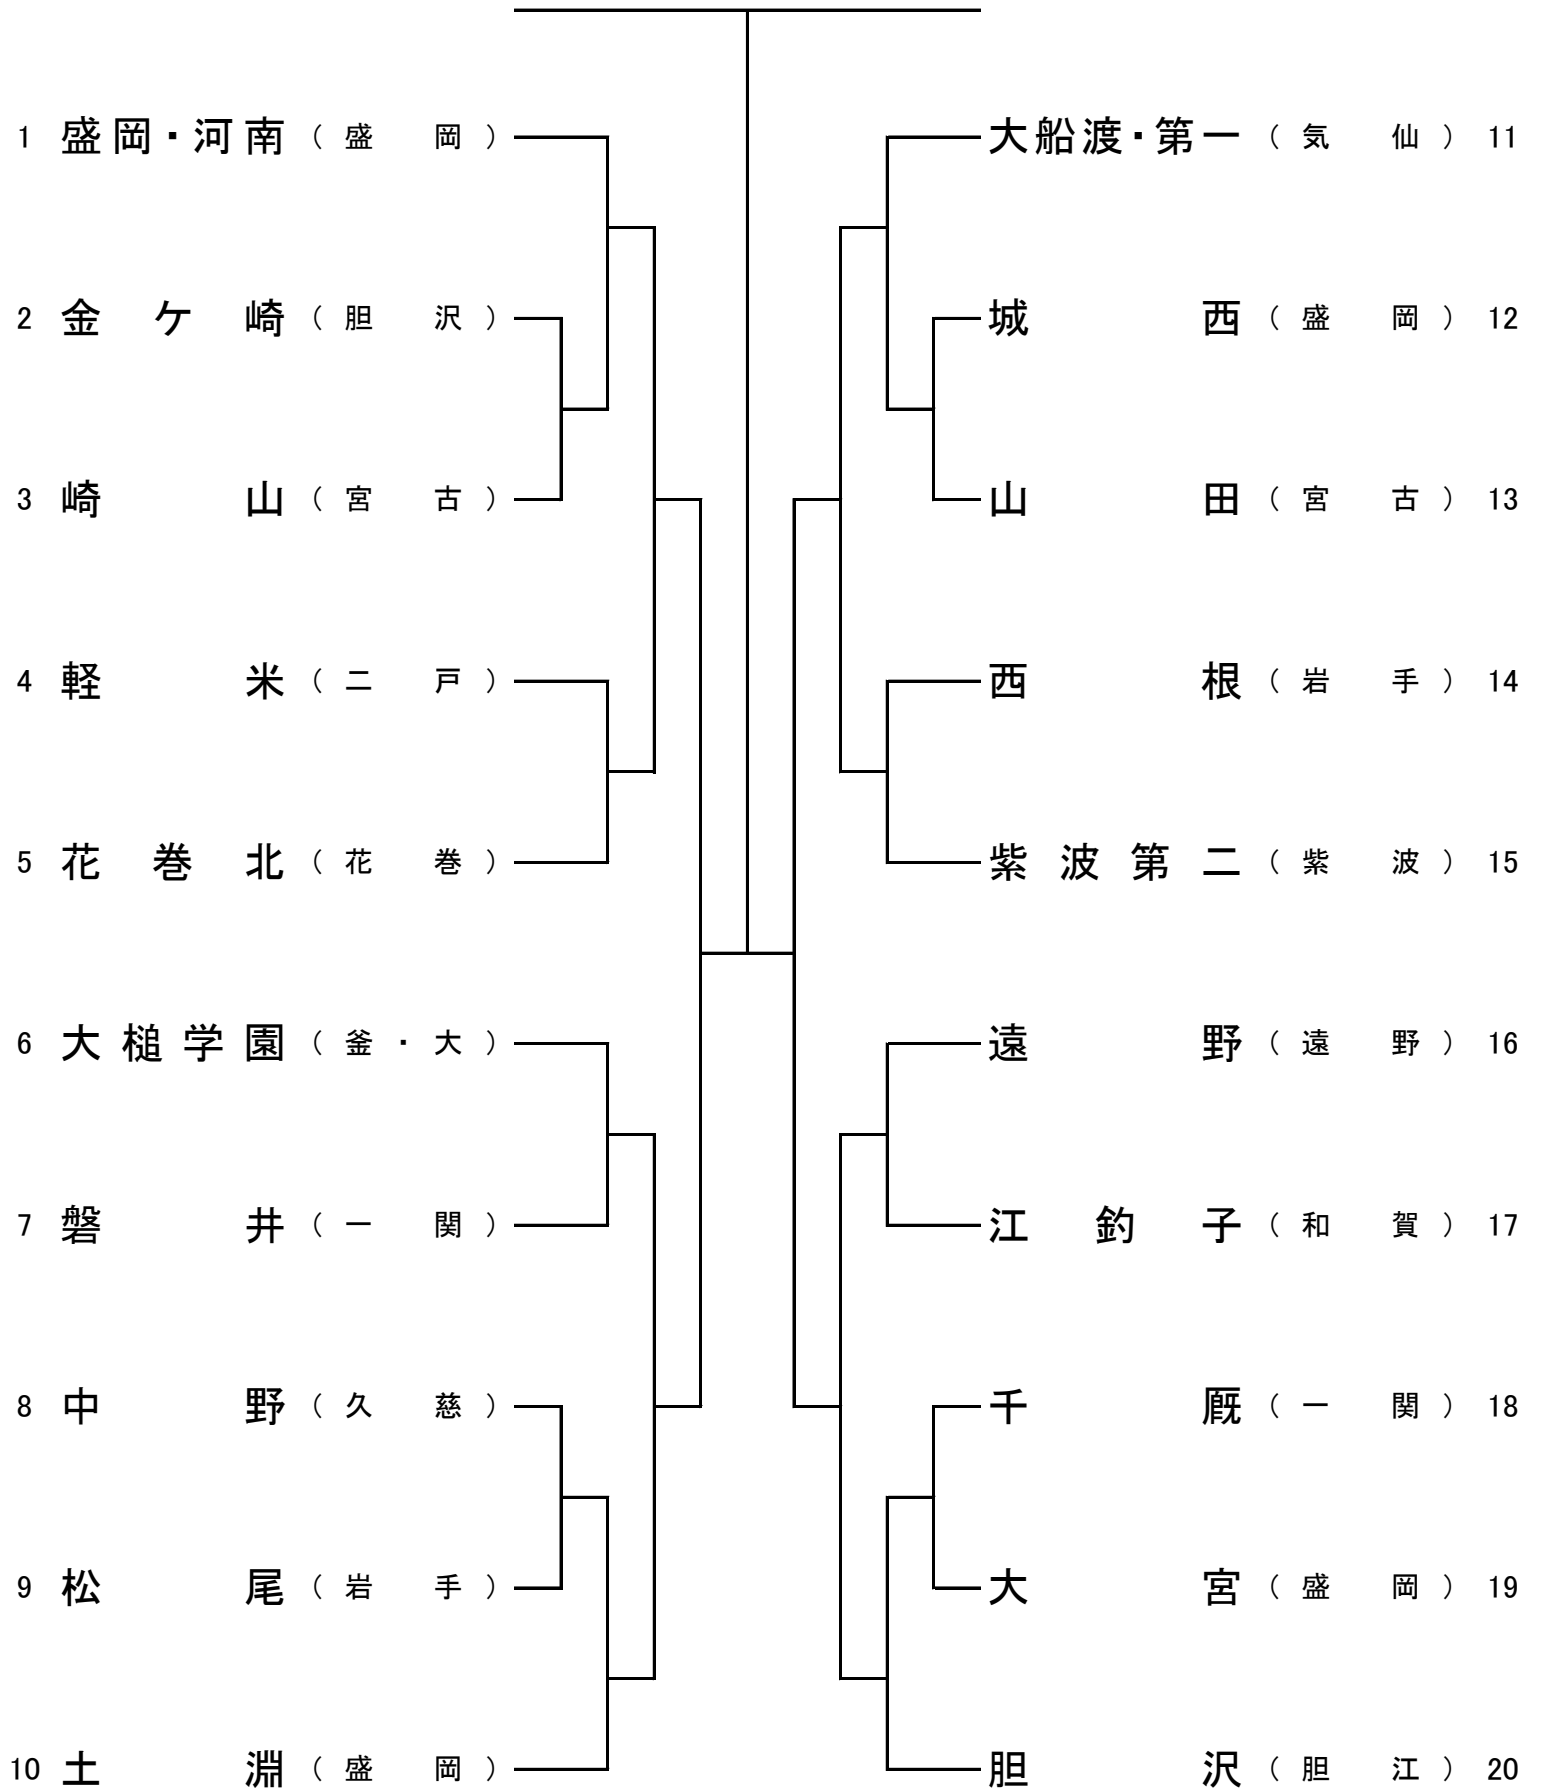 1 盛岡・河南 (盛岡)
2 金ケ崎 (胆沢)
3 崎山 (宮古)
4 軽米 (二戸)
5 花巻北 (花巻)
6 大槌学園 (釜・大)
7 磐井 (一関)
8 中野 (久慈)
9 松尾 (岩手)
10 土淵 (盛岡)
大船渡・第一 (気仙) 11
城西 (盛岡) 12
山田 (宮古) 13
西根 (岩手) 14
紫波第二 (紫波) 15
遠野 (遠野) 16
江釣子 (和賀) 17
千厩 (一関) 18
大宮 (盛岡) 19
胆沢 (胆江) 20